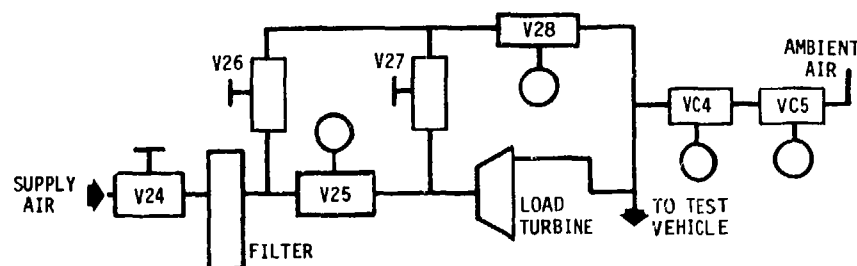 V28
V26
V27
AMBIENT
AIR
VC4
VC5
SUPPLY
AIR
V24
V25
FILTER
LOAD
TURBINE
TO TEST
VEHICLE